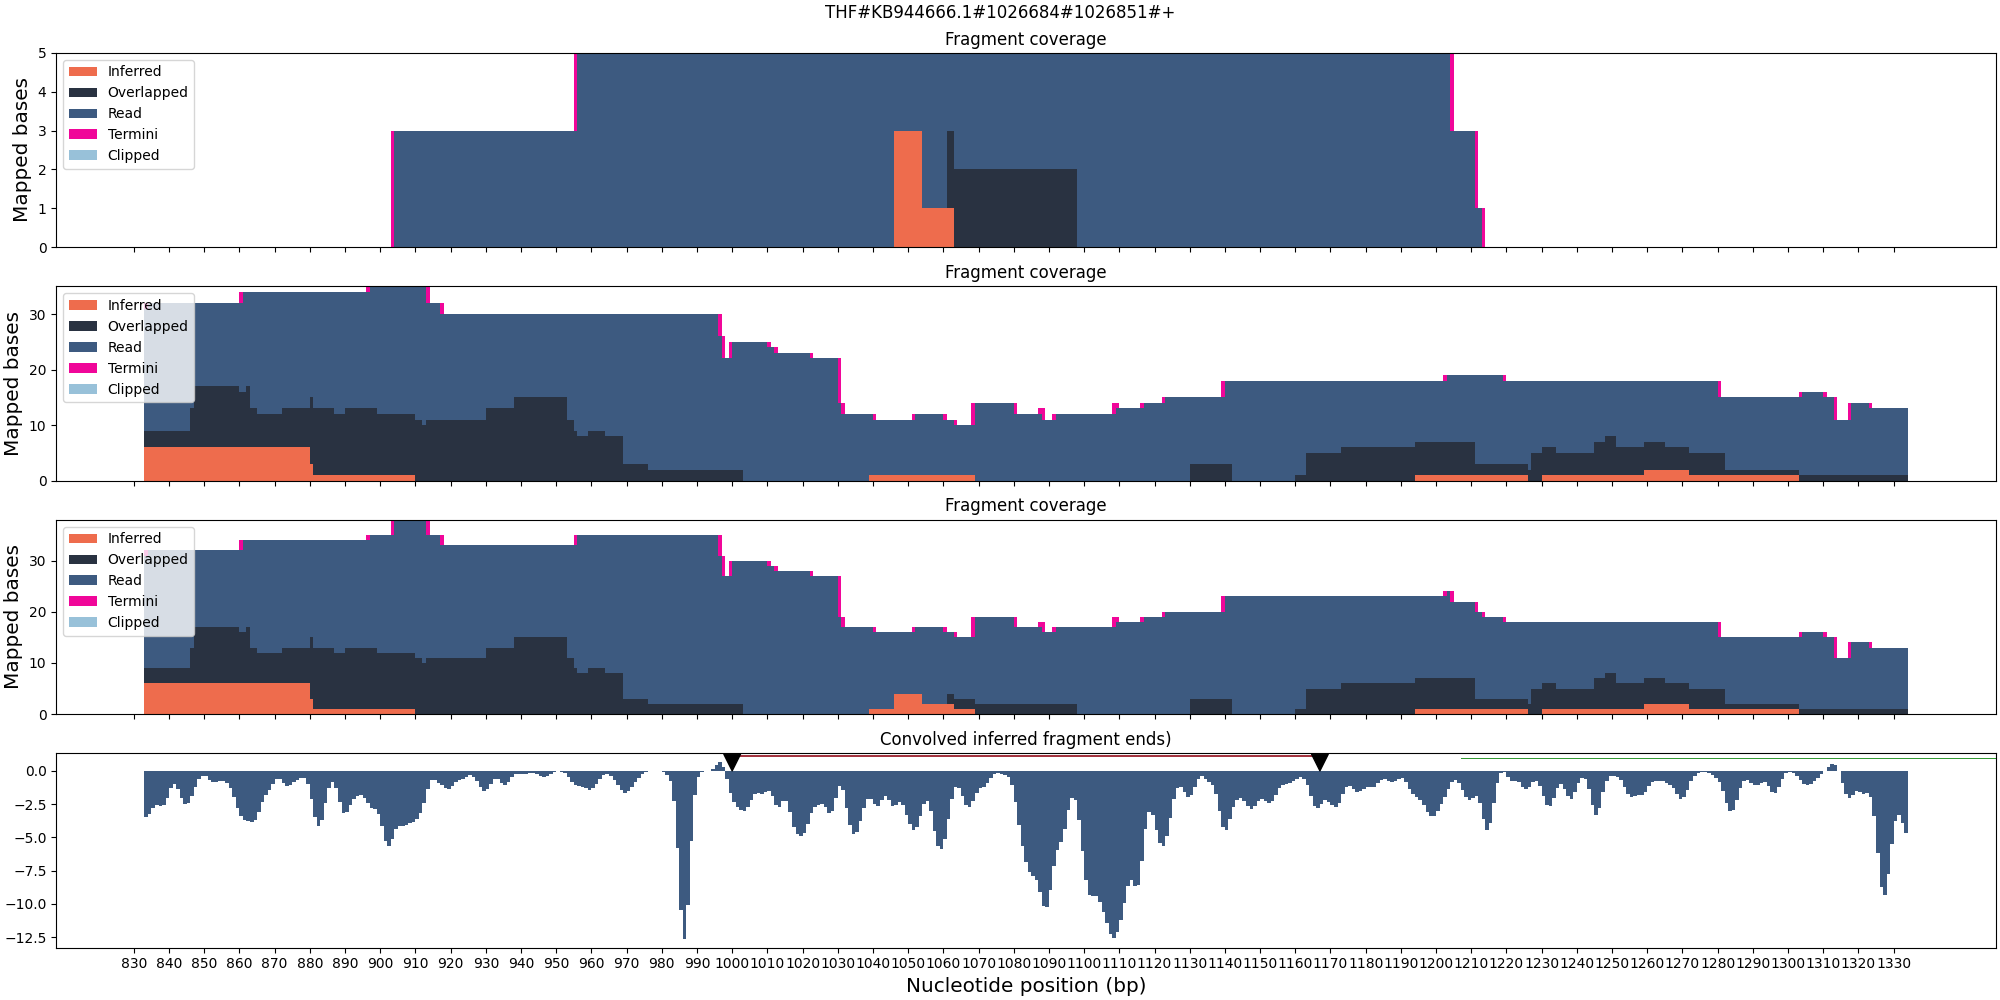 THF#KB944666.1#1026684#1026851#+
Fragment coverage
Mapped bases
5
4
3
2
1
0
Inferred
Overlapped
Read
Termini
Clipped
Fragment coverage
Mapped bases
30
20
10
0
Inferred
Overlapped
Read
Termini
Clipped
Fragment coverage
Mapped bases
30
20
10
0
Inferred
Overlapped
Read
Termini
Clipped
Convolved inferred fragment ends)
0.0
−2.5
−5.0
−7.5
−10.0
−12.5
830 840 850 860 870 880 890 900 910 920 930 940 950 960 970 980 990 1000 1010 1020 1030 1040 1050 1060 1070 1080 1090 1100 1110 1120 1130 1140 1150 1160 1170 1180 1190 1200 1210 1220 1230 1240 1250 1260 1270 1280 1290 1300 1310 1320 1330
Nucleotide position (bp)